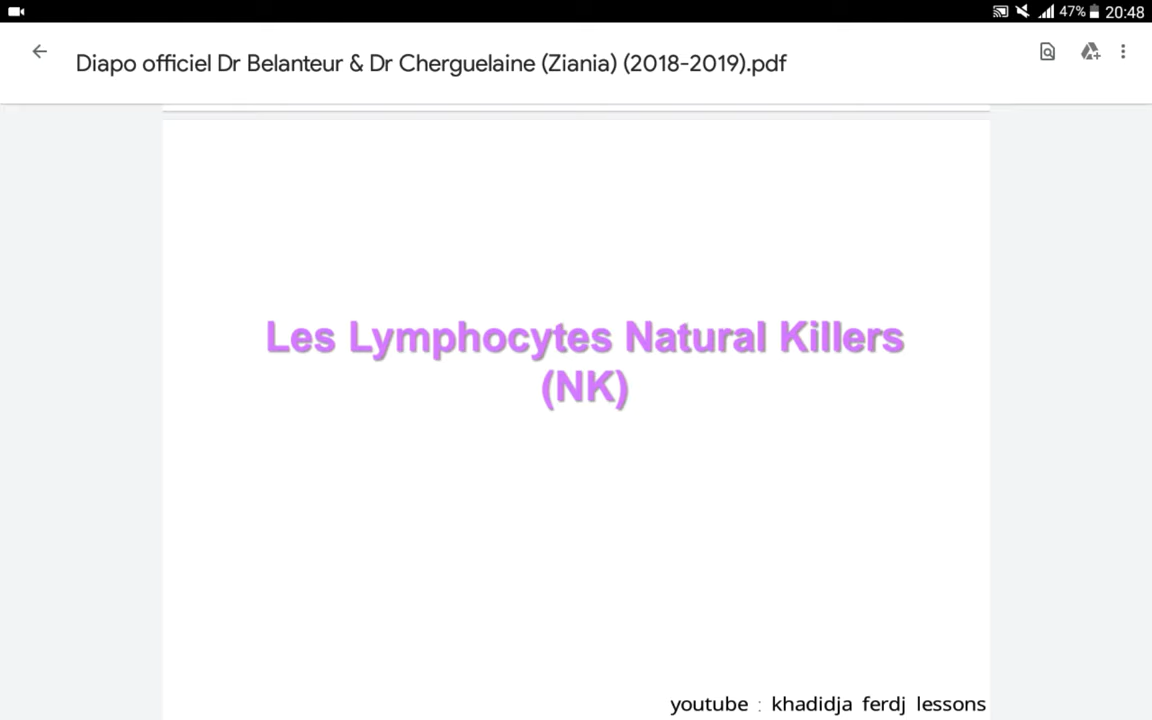 47% 20:48
Diapo officiel Dr Belanteur & Dr Cherguelaine (Ziania) (2018-2019).pdf
Les Lymphocytes Natural Killers
(NK)
youtube : khadidja ferdj lessons